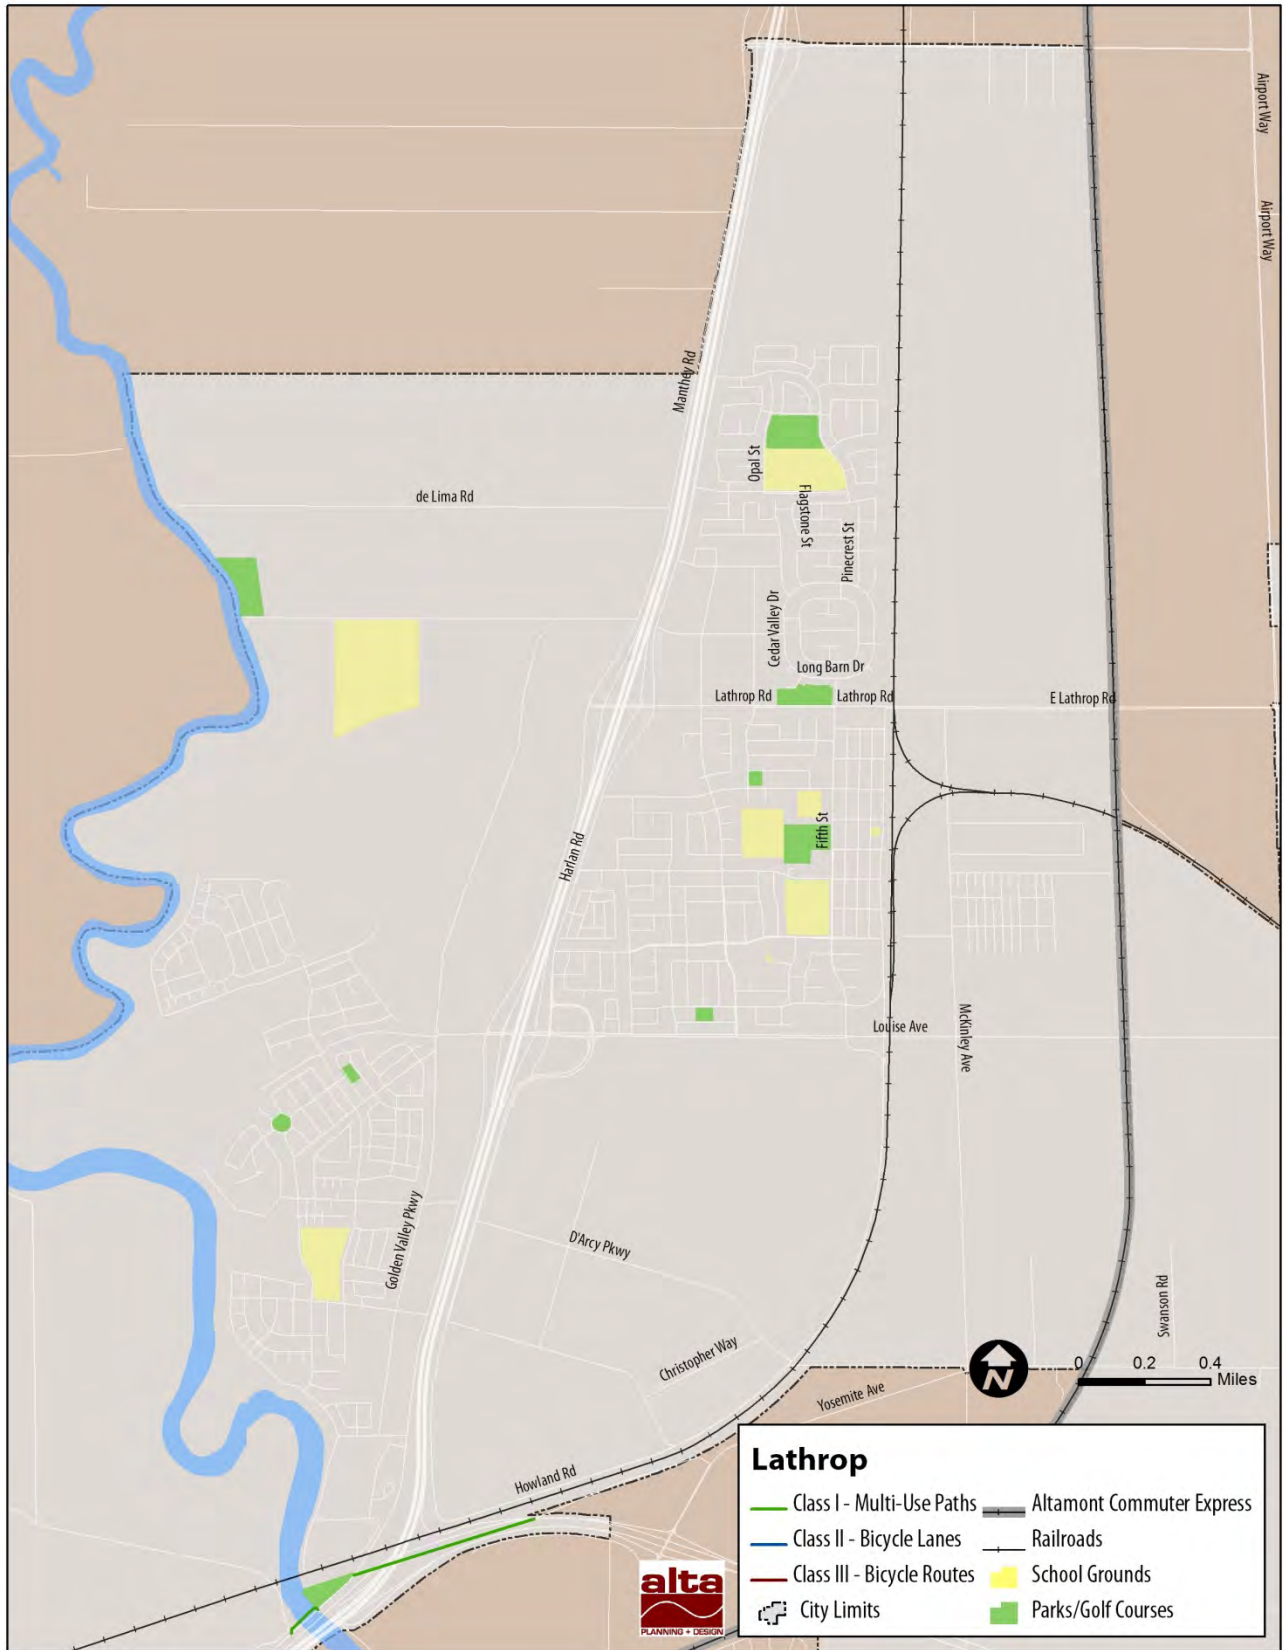 Airport Way
Airport Way
Manthey Rd
Opal St
de Lima Rd
Flagstone St
Pinecrest St
Cedar Valley Dr
Long Barn Dr
Lathrop Rd
Lathrop Rd
E Lathrop Rd
Harlan Rd
Fifth St
Louise Ave
McKinley Ave
Golden Valley Pkwy
D'Arcy Pkwy
Swanson Rd
Christopher Way
Yosemite Ave
N
0 0.2 0.4
Miles
Howland Rd
Lathrop
Class I - Multi-Use Paths
Altamont Commuter Express
Class II - Bicycle Lanes
Railroads
Class III - Bicycle Routes
School Grounds
City Limits
Parks/Golf Courses
alta
PLANNING + DESIGN